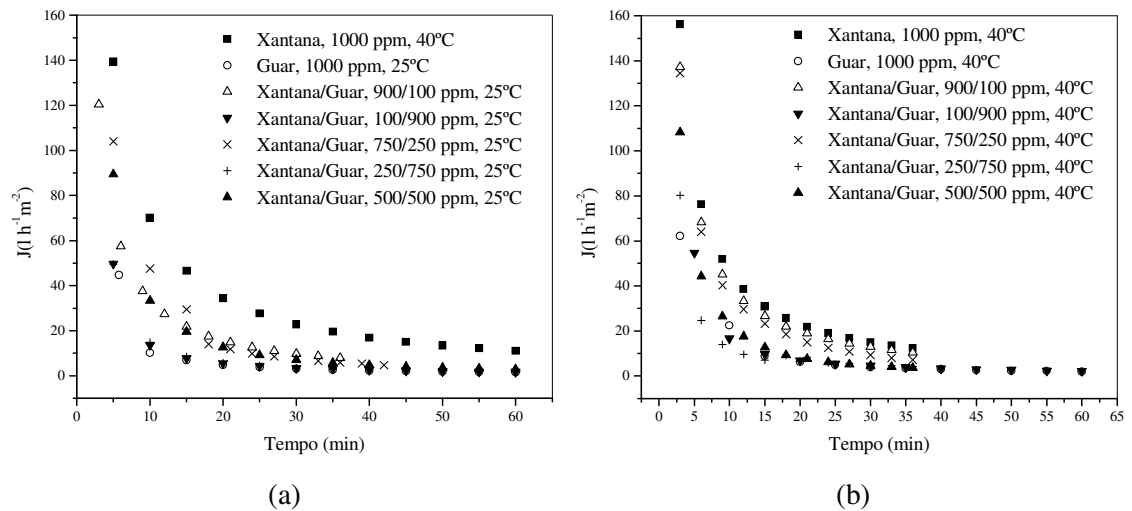 160
140
120
100
80
60
40
20
0
J(l h⁻¹m⁻²)
Xantana, 1000 ppm, 40ºC
Guar, 1000 ppm, 25ºC
Xantana/Guar, 900/100 ppm, 25ºC
Xantana/Guar, 100/900 ppm, 25ºC
Xantana/Guar, 750/250 ppm, 25ºC
Xantana/Guar, 250/750 ppm, 25ºC
Xantana/Guar, 500/500 ppm, 25ºC
0 10 20 30 40 50 60
Tempo (min)
(a)
160
140
120
100
80
60
40
20
0
J(l h⁻¹m⁻²)
Xantana, 1000 ppm, 40ºC
Guar, 1000 ppm, 40ºC
Xantana/Guar, 900/100 ppm, 40ºC
Xantana/Guar, 100/900 ppm, 40ºC
Xantana/Guar, 750/250 ppm, 40ºC
Xantana/Guar, 250/750 ppm, 40ºC
Xantana/Guar, 500/500 ppm, 40ºC
0 5 10 15 20 25 30 35 40 45 50 55 60 65
Tempo (min)
(b)